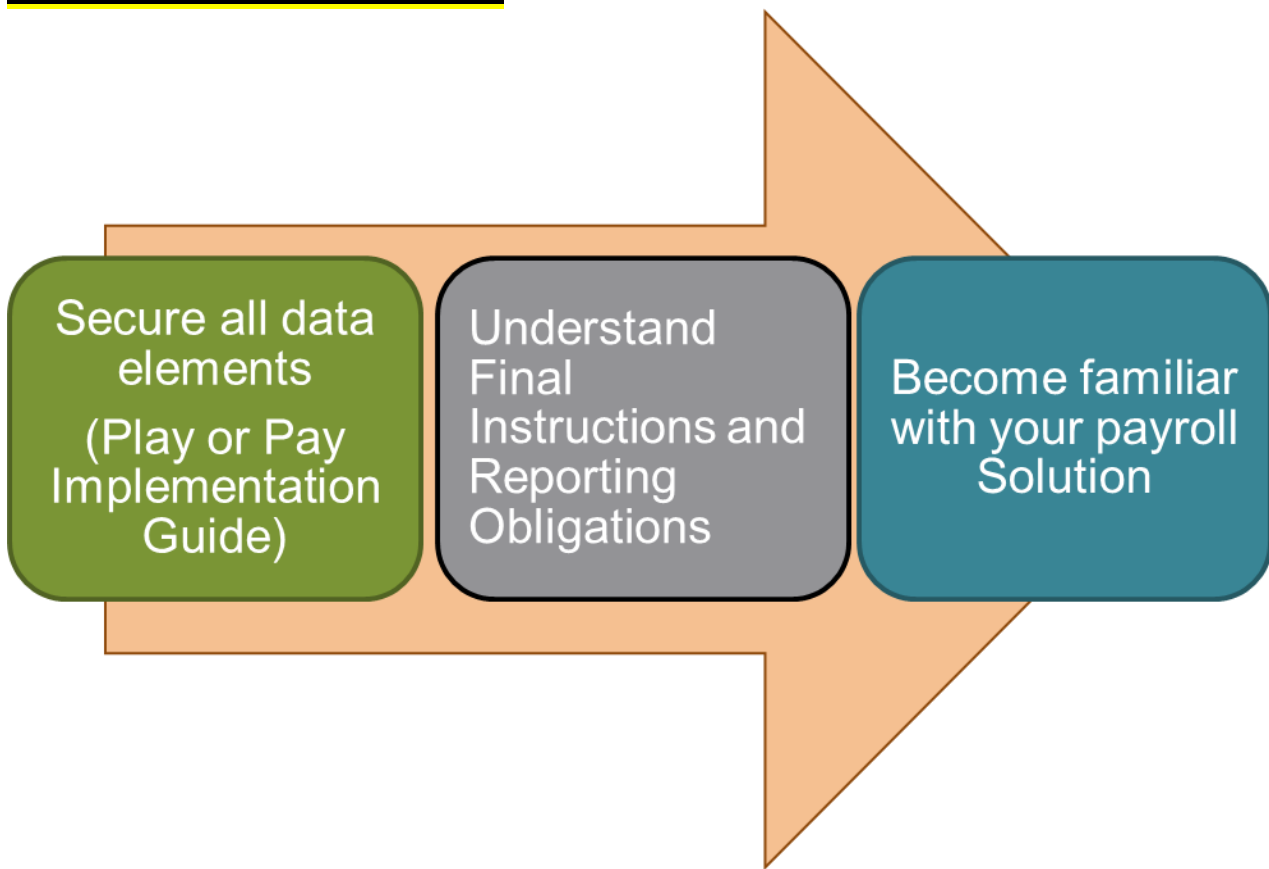 Secure all data
elements
(Play or Pay
Implementation
Guide)
Understand
Final
Instructions and
Reporting
Obligations
Become familiar
with your payroll
Solution